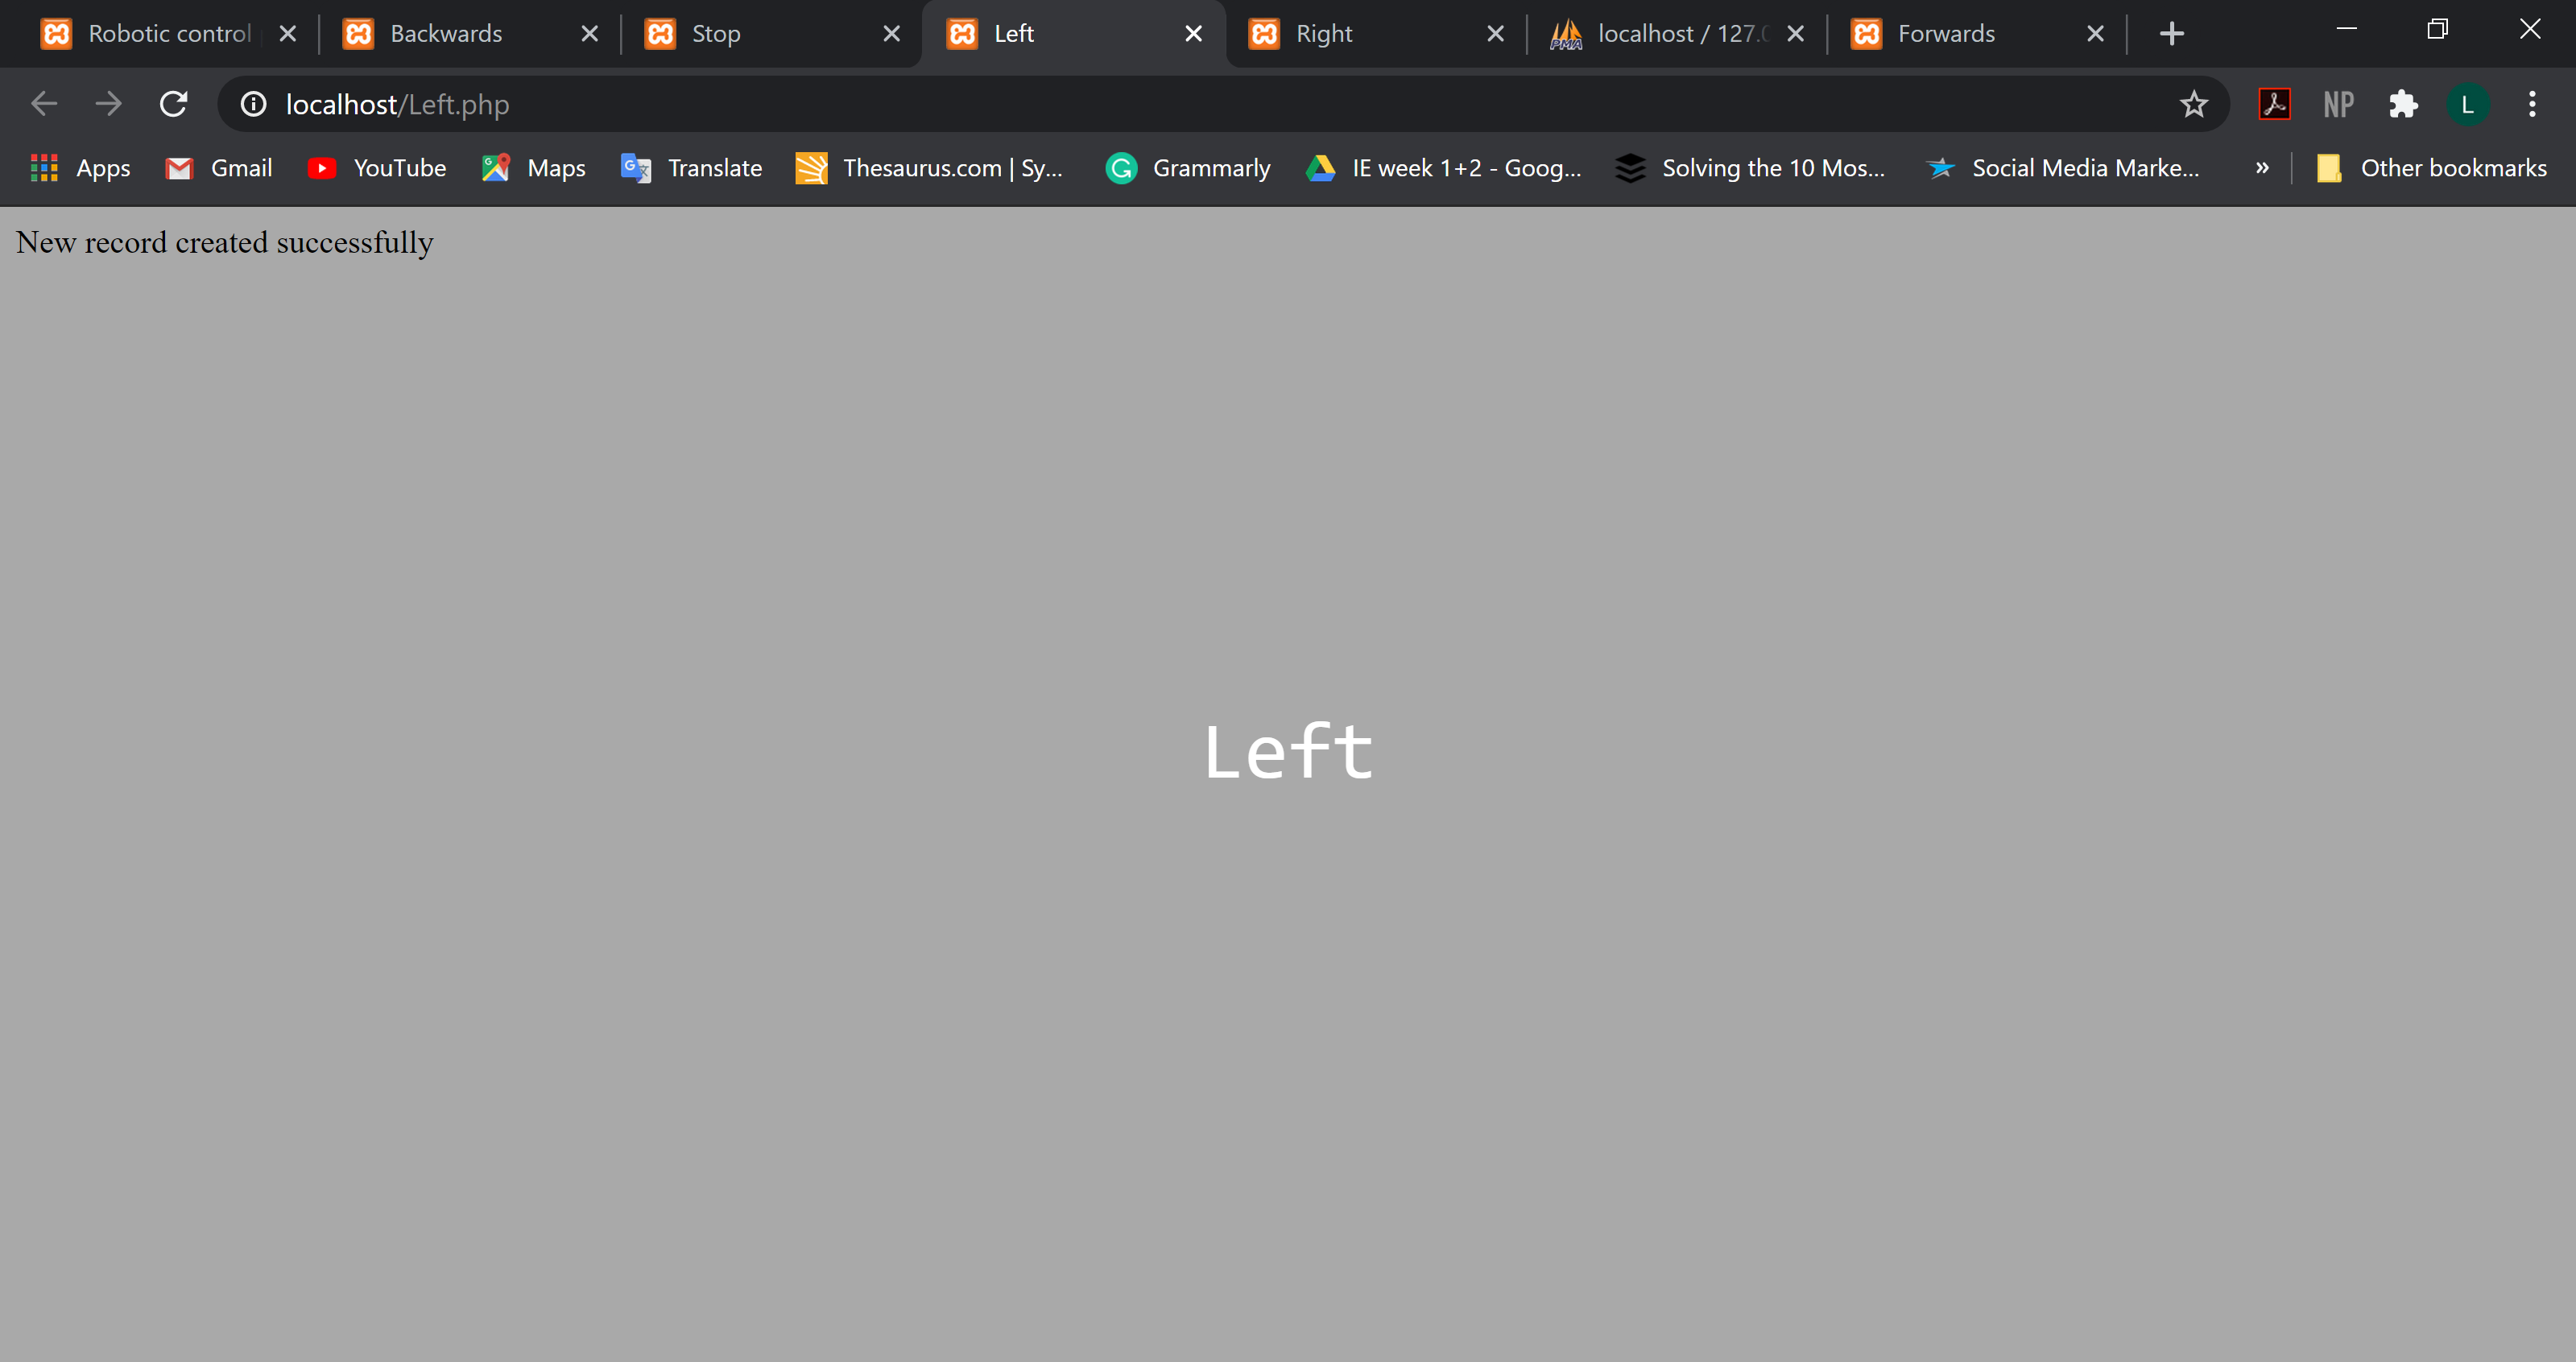 Robotic control
Backwards
Stop
Left
Right
PMA
localhost / 127.0
Forwards
localhost/Left.php
NP
L
Apps
Gmail
YouTube
Maps
Translate
Thesaurus.com | Sy...
Grammarly
IE week 1+2 - Goog...
Solving the 10 Mos...
Social Media Marke...
»
Other bookmarks
New record created successfully
Left